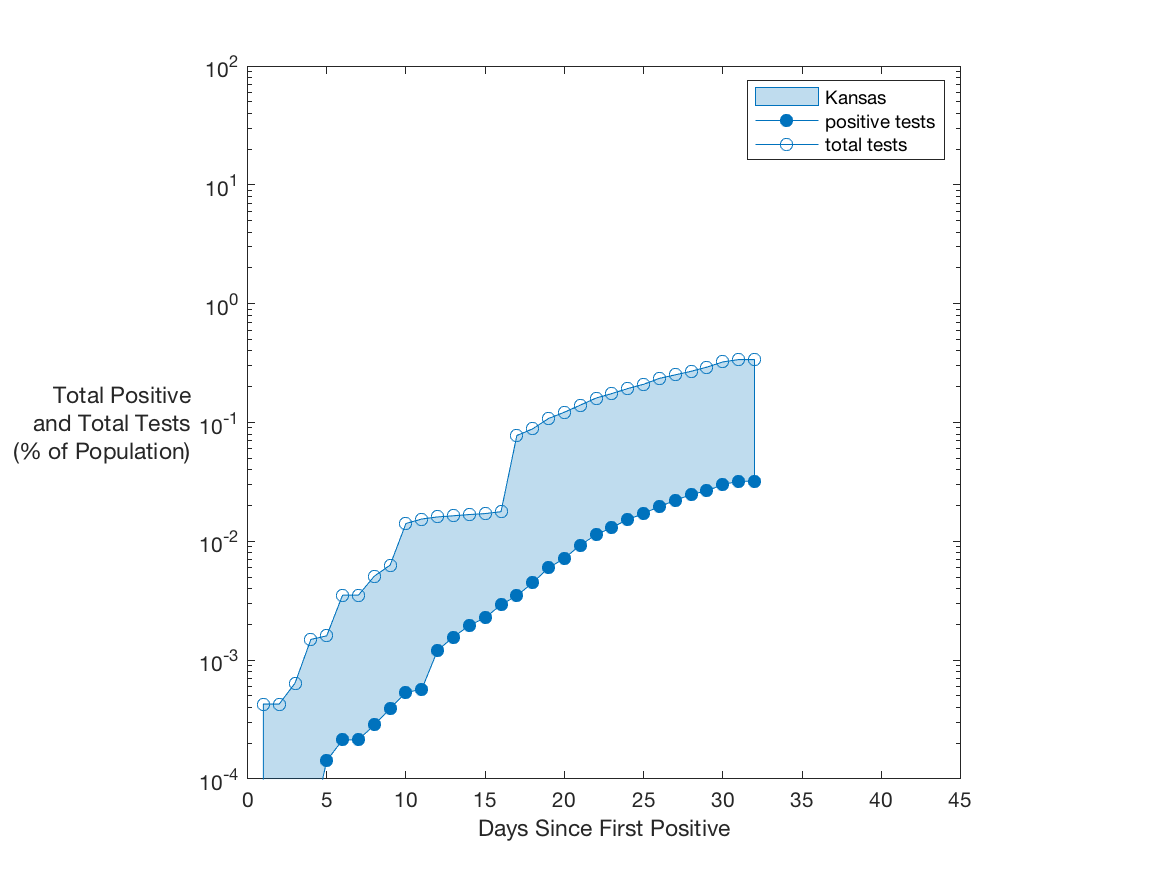 10^2
10^1
10^0
10^-1
10^-2
10^-3
10^-4
Total Positive
and Total Tests
(% of Population)
0 5 10 15 20 25 30 35 40 45
Days Since First Positive
Kansas
positive tests
total tests